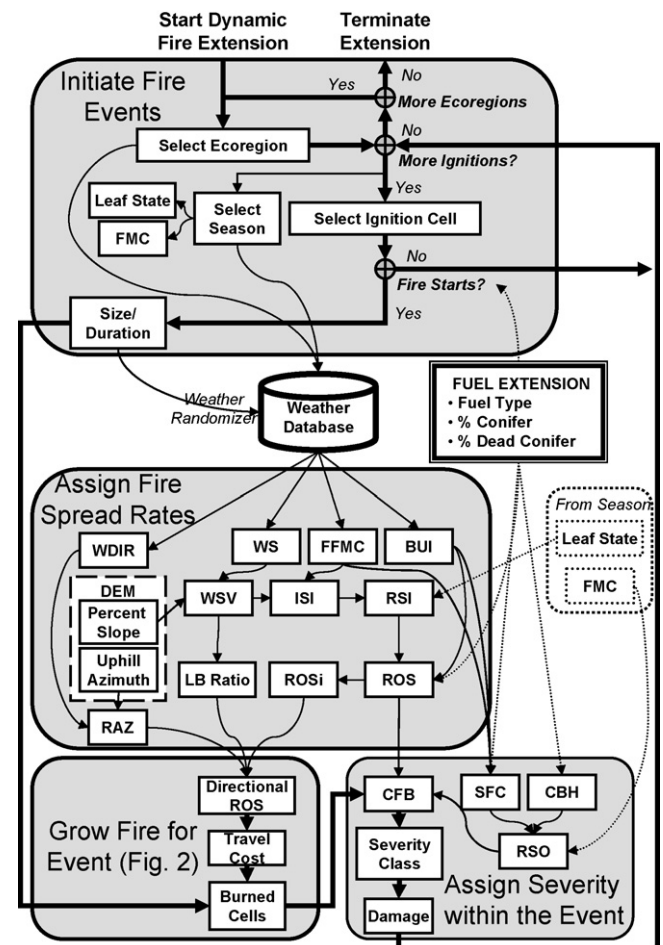 Start Dynamic
Fire Extension
Terminate
Extension
Initiate Fire
Events
Yes
No
More Ecoregions
Select Ecoregion
No
More Ignitions?
Yes
Leaf State
FMC
Select
Season
Select Ignition Cell
No
Fire Starts?
Yes
Size/
Duration
Weather
Randomizer
Weather
Database
FUEL EXTENSION
• Fuel Type
• % Conifer
• % Dead Conifer
Assign Fire
Spread Rates
From Season
Leaf State
FMC
WDIR
WS
FFMC
BUI
DEM
Percent
Slope
WSV
ISI
RSI
Uphill
Azimuth
LB Ratio
ROSi
ROS
RAZ
Directional
ROS
Grow Fire for
Event (Fig. 2)
Travel
Cost
Burned
Cells
CFB
SFC
CBH
Severity
Class
RSO
Assign Severity
within the Event
Damage